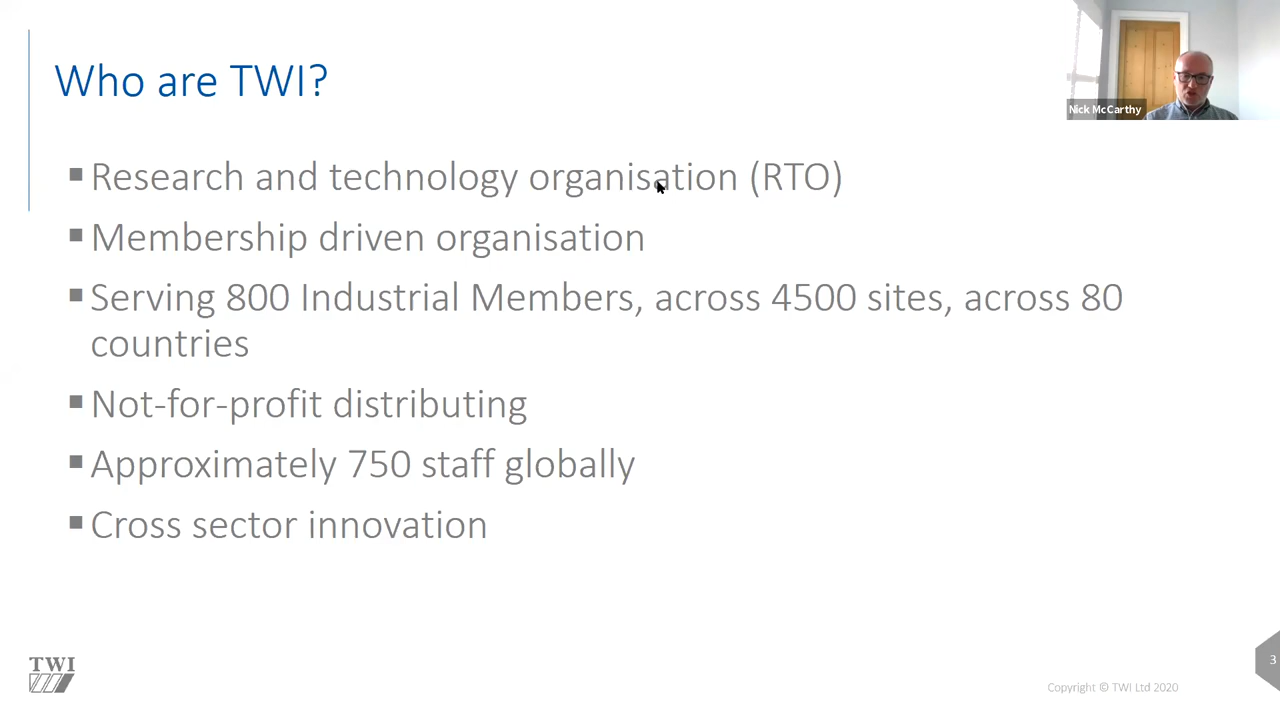 Who are TWI?
Nick McCarthy
Research and technology organisation (RTO)
Membership driven organisation
Serving 800 Industrial Members, across 4500 sites, across 80
countries
Not-for-profit distributing
Approximately 750 staff globally
Cross sector innovation
TWI
Copyright © TWI Ltd 2020
3